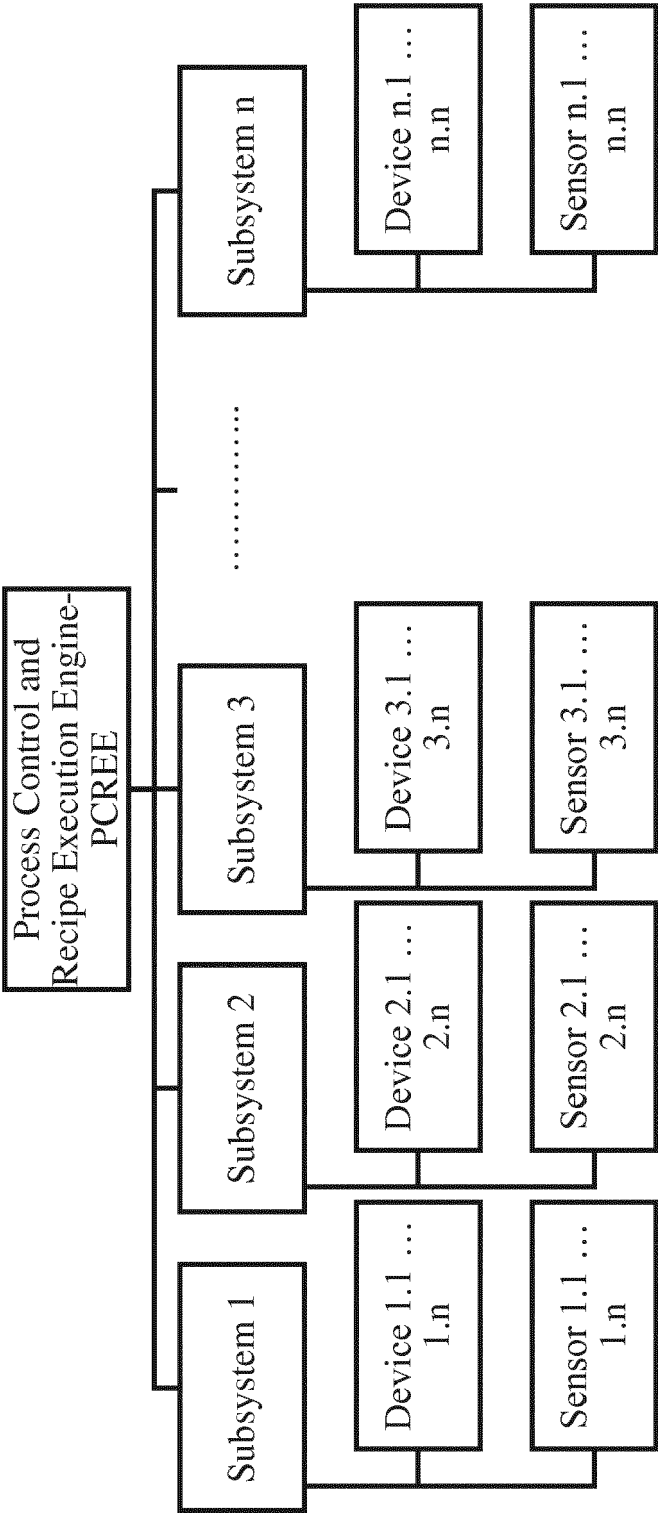 Process Control and
Recipe Execution Engine-
PCREE
Subsystem 1
Subsystem 2
Subsystem 3
..............
Subsystem n
Device 1.1 ...
1.n
Device 2.1 ...
2.n
Device 3.1 ...
3.n
Device n.1 ...
n.n
Sensor 1.1 ...
1.n
Sensor 2.1 ...
2.n
Sensor 3.1. ...
3.n
Sensor n.1 ...
n.n